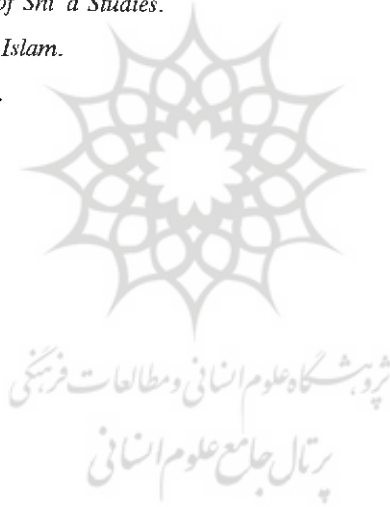 of Shi'a Studies.
Islam.
.
پژوهشگاه علوم انسانی و مطالعات فرهنگی
پرتال جامع علوم انسانی